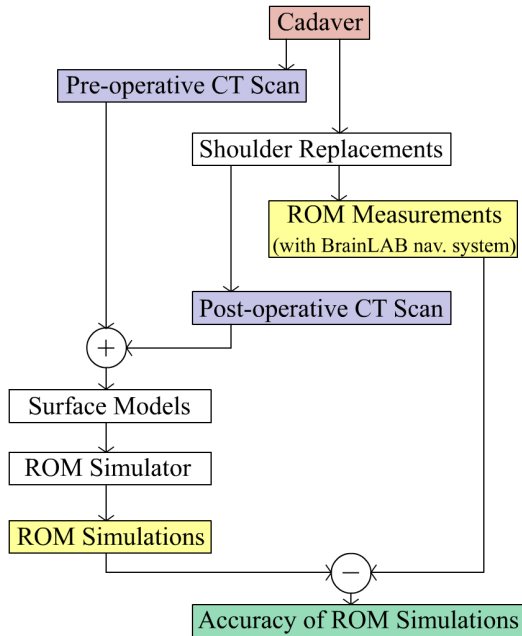 Cadaver
Pre-operative CT Scan
Shoulder Replacements
ROM Measurements
(with BrainLAB nav. system)
Post-operative CT Scan
+
Surface Models
ROM Simulator
ROM Simulations
−
Accuracy of ROM Simulations